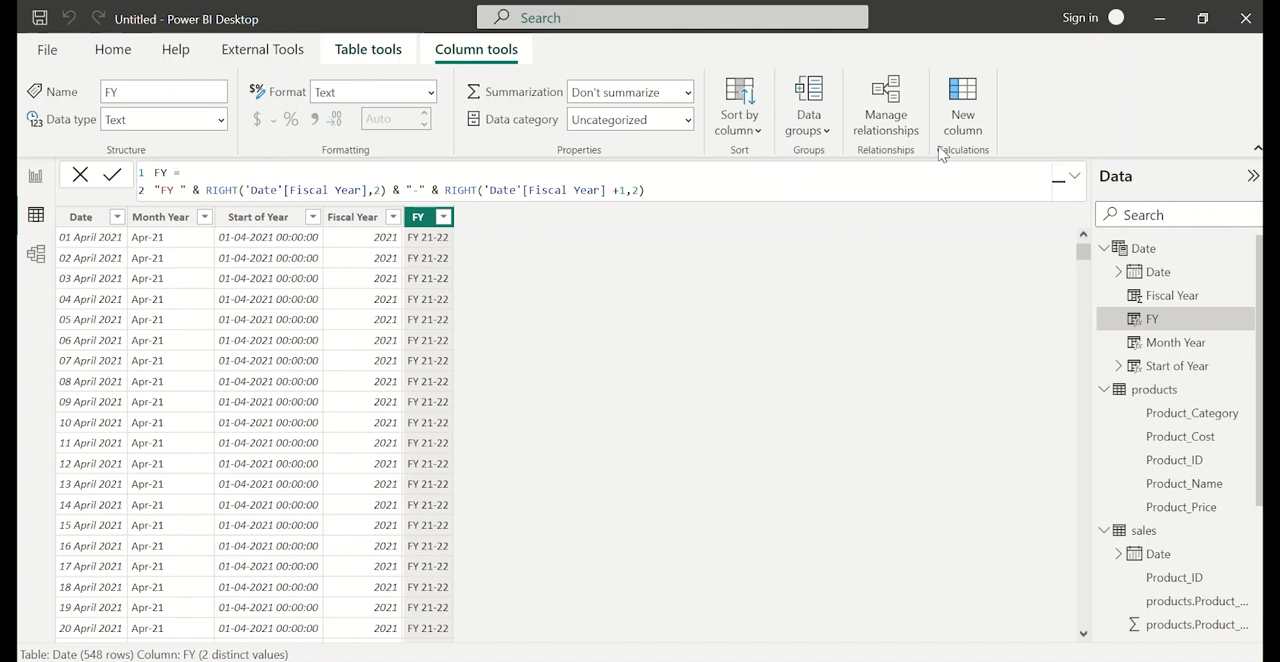 Untitled - Power BI Desktop
Search
Sign in
File Home Help External Tools Table tools Column tools
Name FY
Data type Text
Structure
Format Text
$ % Auto
Formatting
Summarization Don't summarize
Data category Uncategorized
Properties
Sort by column
Sort
Data groups
Groups
Manage relationships
Relationships
New column
Calculations
1 FY =
2 "FY " & RIGHT('Date'[Fiscal Year],2) & "-" & RIGHT('Date'[Fiscal Year] +1,2)
Date Month Year Start of Year Fiscal Year FY
01 April 2021 Apr-21 01-04-2021 00:00:00 2021 FY 21-22
02 April 2021 Apr-21 01-04-2021 00:00:00 2021 FY 21-22
03 April 2021 Apr-21 01-04-2021 00:00:00 2021 FY 21-22
04 April 2021 Apr-21 01-04-2021 00:00:00 2021 FY 21-22
05 April 2021 Apr-21 01-04-2021 00:00:00 2021 FY 21-22
06 April 2021 Apr-21 01-04-2021 00:00:00 2021 FY 21-22
07 April 2021 Apr-21 01-04-2021 00:00:00 2021 FY 21-22
08 April 2021 Apr-21 01-04-2021 00:00:00 2021 FY 21-22
09 April 2021 Apr-21 01-04-2021 00:00:00 2021 FY 21-22
10 April 2021 Apr-21 01-04-2021 00:00:00 2021 FY 21-22
11 April 2021 Apr-21 01-04-2021 00:00:00 2021 FY 21-22
12 April 2021 Apr-21 01-04-2021 00:00:00 2021 FY 21-22
13 April 2021 Apr-21 01-04-2021 00:00:00 2021 FY 21-22
14 April 2021 Apr-21 01-04-2021 00:00:00 2021 FY 21-22
15 April 2021 Apr-21 01-04-2021 00:00:00 2021 FY 21-22
16 April 2021 Apr-21 01-04-2021 00:00:00 2021 FY 21-22
17 April 2021 Apr-21 01-04-2021 00:00:00 2021 FY 21-22
18 April 2021 Apr-21 01-04-2021 00:00:00 2021 FY 21-22
19 April 2021 Apr-21 01-04-2021 00:00:00 2021 FY 21-22
20 April 2021 Apr-21 01-04-2021 00:00:00 2021 FY 21-22
Data
Search
Date
Date
Fiscal Year
FY
Month Year
Start of Year
products
Product_Category
Product_Cost
Product_ID
Product_Name
Product_Price
sales
Date
Product_ID
products.Product_...
products.Product_...
Table: Date (548 rows) Column: FY (2 distinct values)